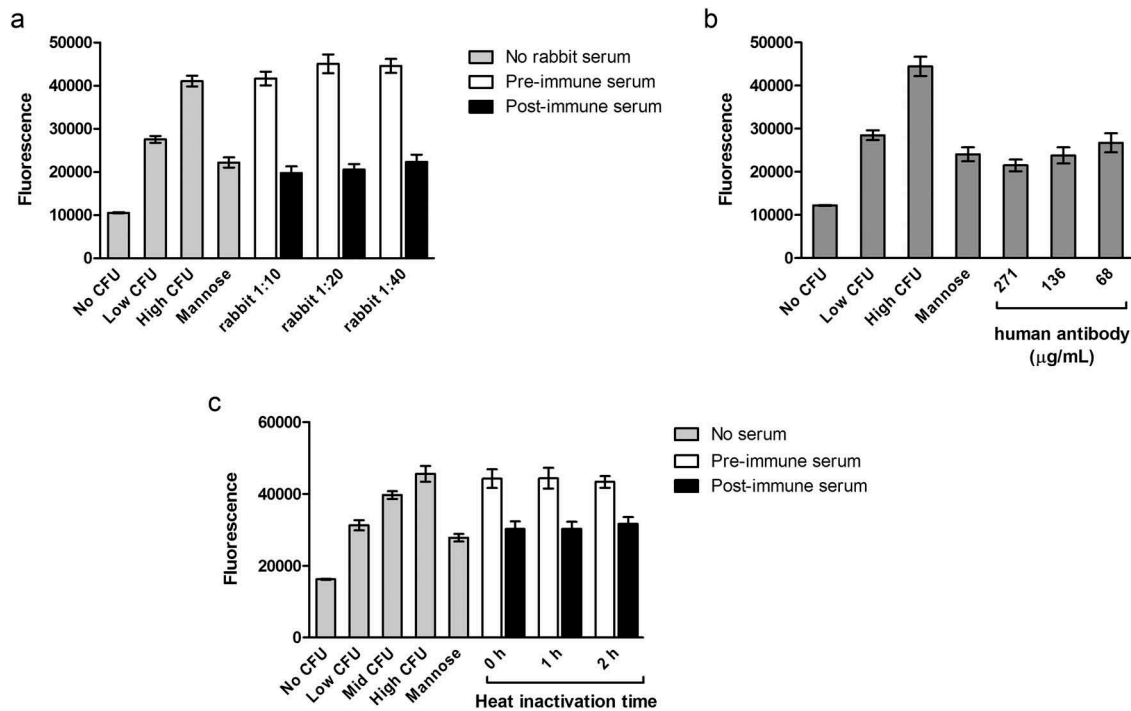 a
50000
40000
30000
20000
10000
0
Fluorescence
No CFU
Low CFU
High CFU
Mannose
rabbit 1:10
rabbit 1:20
rabbit 1:40
No rabbit serum
Pre-immune serum
Post-immune serum
b
50000
40000
30000
20000
10000
0
Fluorescence
No CFU
Low CFU
High CFU
Mannose
271
136
68
human antibody
(µg/mL)
c
60000
40000
20000
0
Fluorescence
No CFU
Low CFU
Mid CFU
High CFU
Mannose
0 h
1 h
2 h
Heat inactivation time
No serum
Pre-immune serum
Post-immune serum